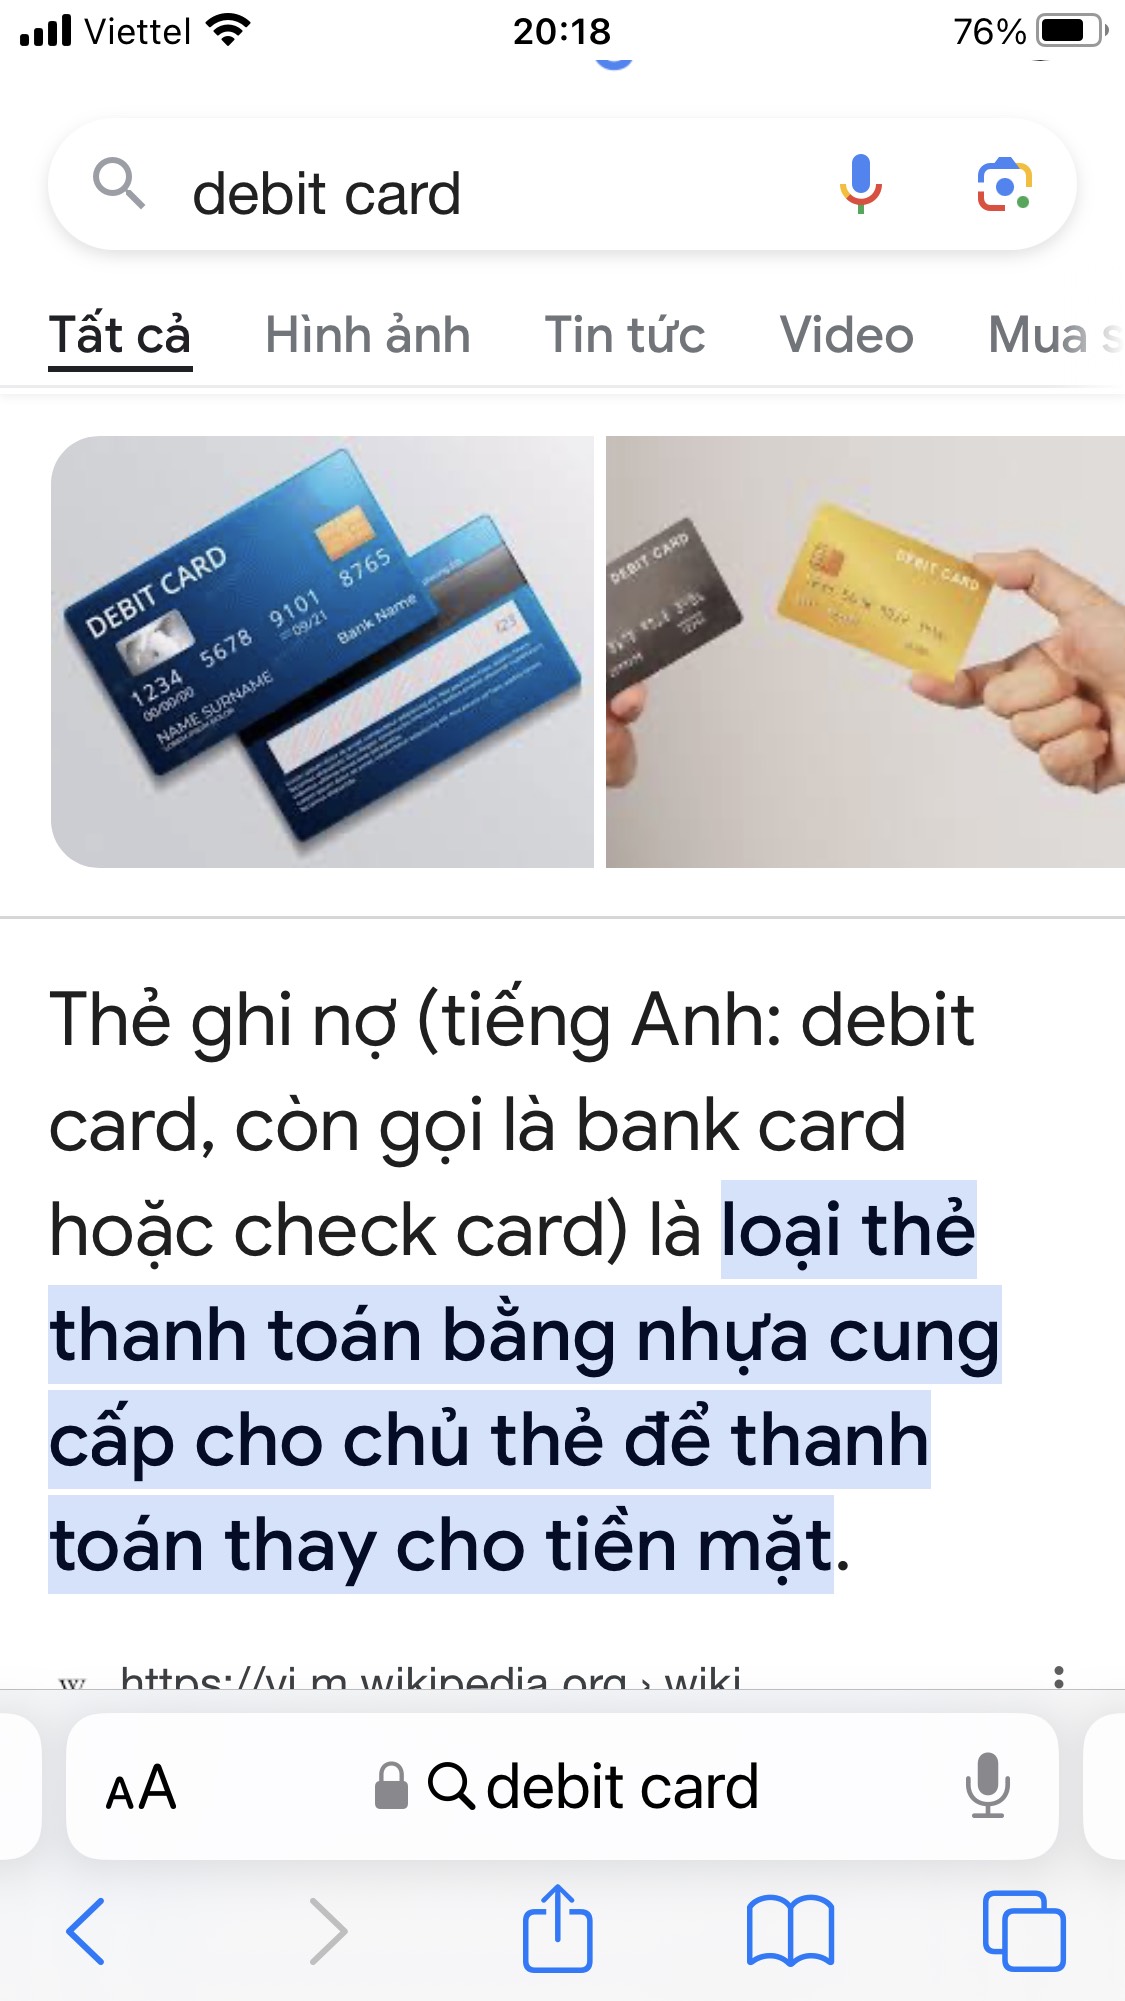 Viettel
20:18
76%
debit card
Tất cả
Hình ảnh
Tin tức
Video
Mua s
DEBIT CARD
1234 5678 9101 8765
00/00/00
09/21
Bank Name
NAME SURNAME
123
DEBIT CARD
DEBIT CARD
Thẻ ghi nợ (tiếng Anh: debit
card, còn gọi là bank card
hoặc check card) là loại thẻ
thanh toán bằng nhựa cung
cấp cho chủ thẻ để thanh
toán thay cho tiền mặt.
W https://vi.m.wikipedia.org › wiki
AA
debit card